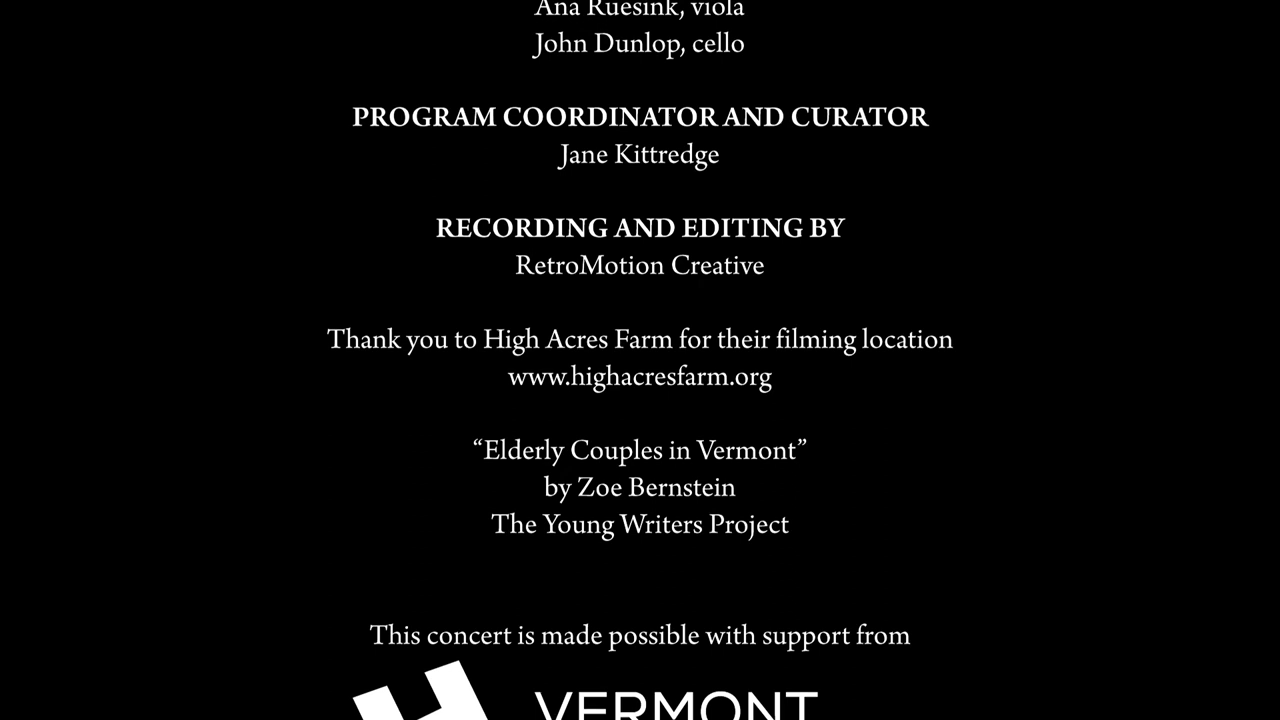 Ana Ruesink, viola
John Dunlop, cello
PROGRAM COORDINATOR AND CURATOR
Jane Kittredge
RECORDING AND EDITING BY
RetroMotion Creative
Thank you to High Acres Farm for their filming location
www.highacresfarm.org
“Elderly Couples in Vermont”
by Zoe Bernstein
The Young Writers Project
This concert is made possible with support from
VERMONT